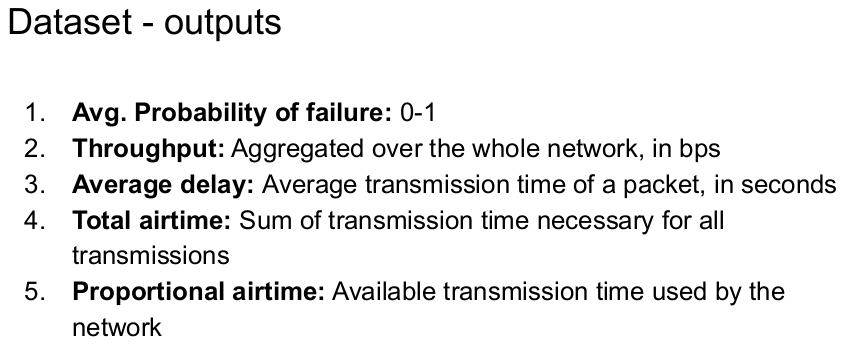 Dataset - outputs
1. Avg. Probability of failure: 0-1
2. Throughput: Aggregated over the whole network, in bps
3. Average delay: Average transmission time of a packet, in seconds
4. Total airtime: Sum of transmission time necessary for all
transmissions
5. Proportional airtime: Available transmission time used by the
network